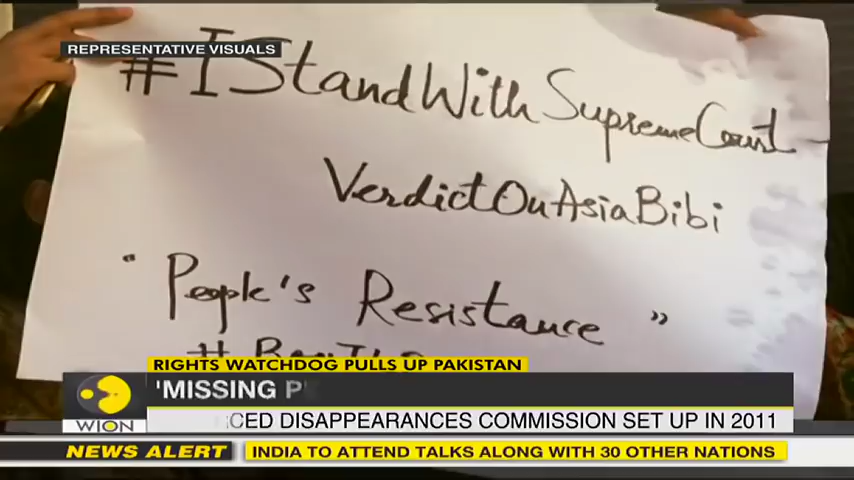 REPRESENTATIVE VISUALS
#IStandWithSupremeCourt-
VerdictOnAsiaBibi
"People's Resistance"
RIGHTS WATCHDOG PULLS UP PAKISTAN
'MISSING P
CED DISAPPEARANCES COMMISSION SET UP IN 2011
WION
NEWS ALERT
INDIA TO ATTEND TALKS ALONG WITH 30 OTHER NATIONS